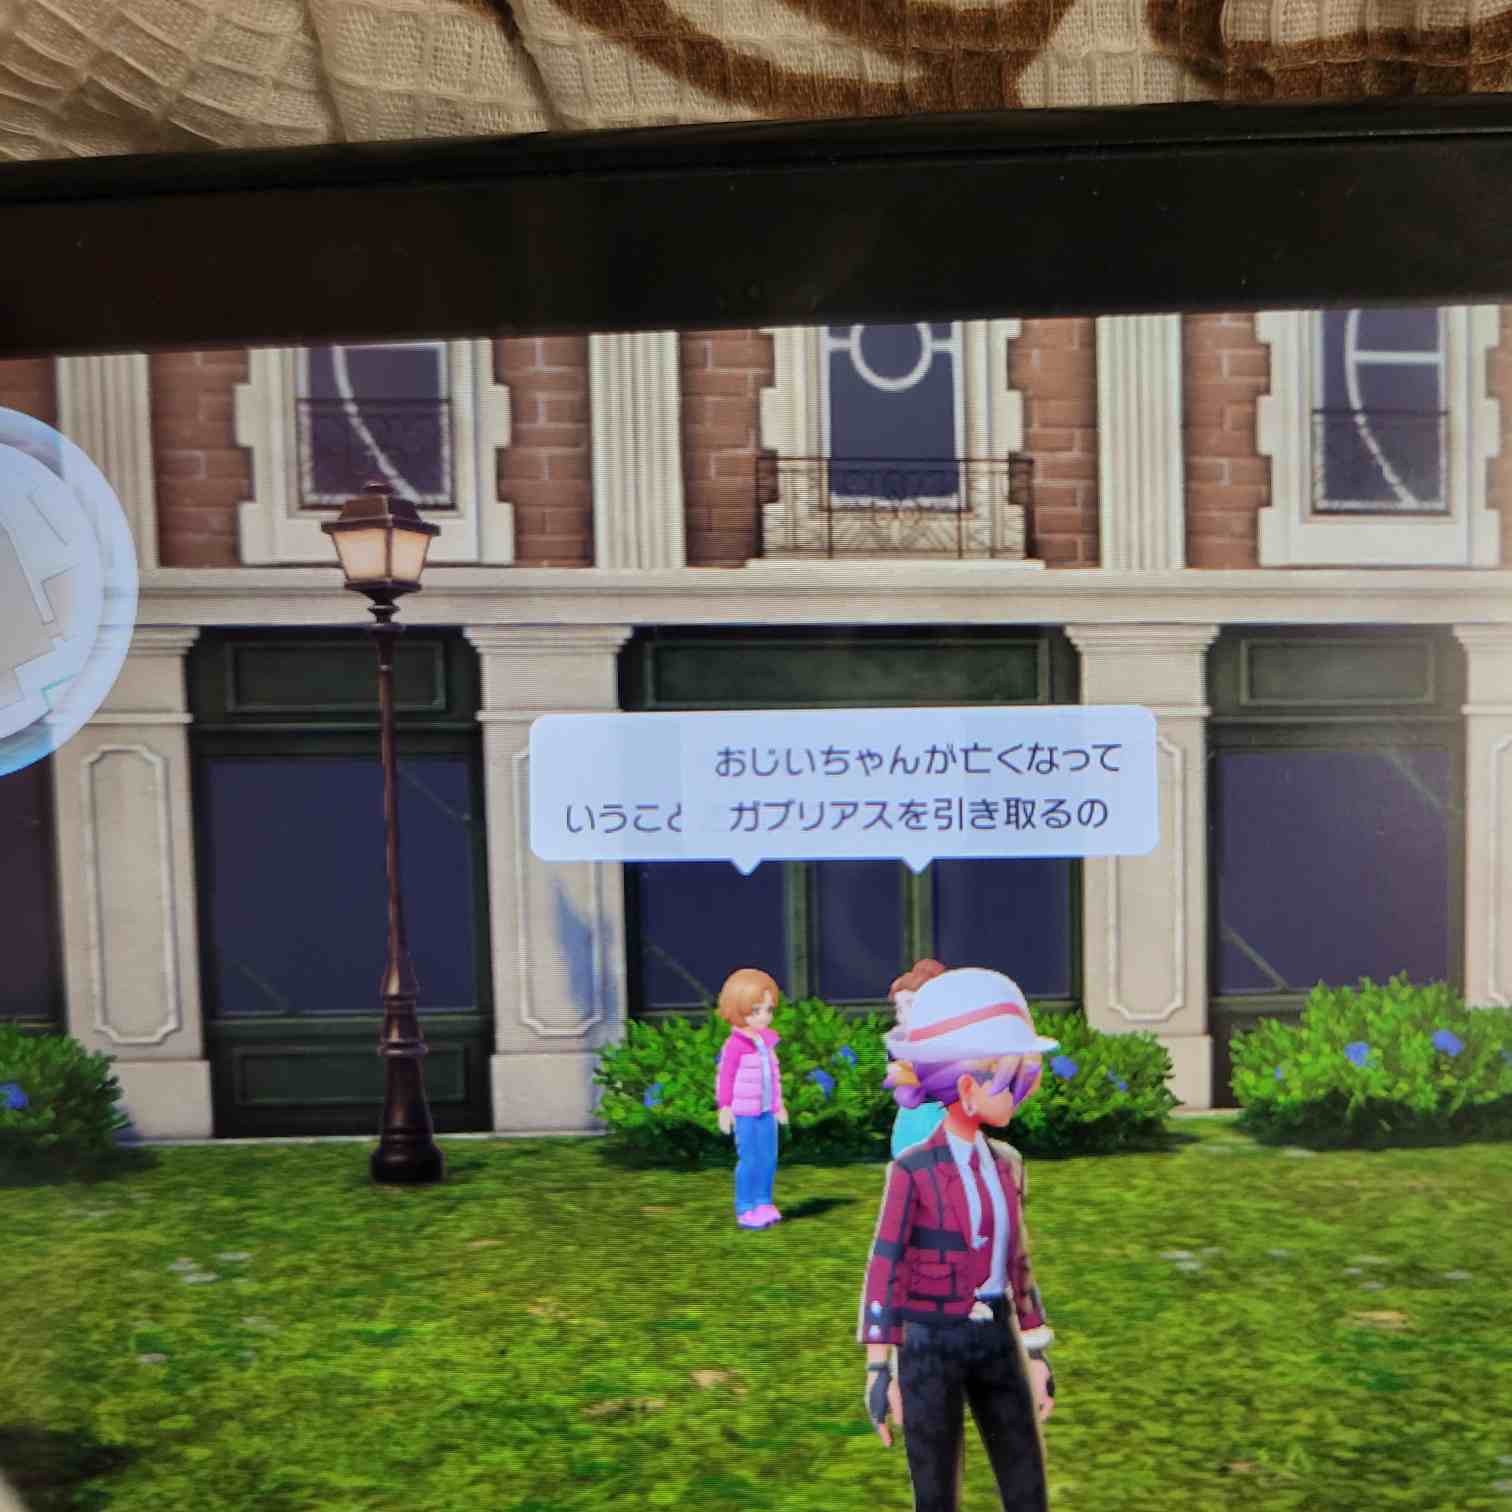 おじいちゃんが亡くなって
ガブリアスを引き取るの
いうこと